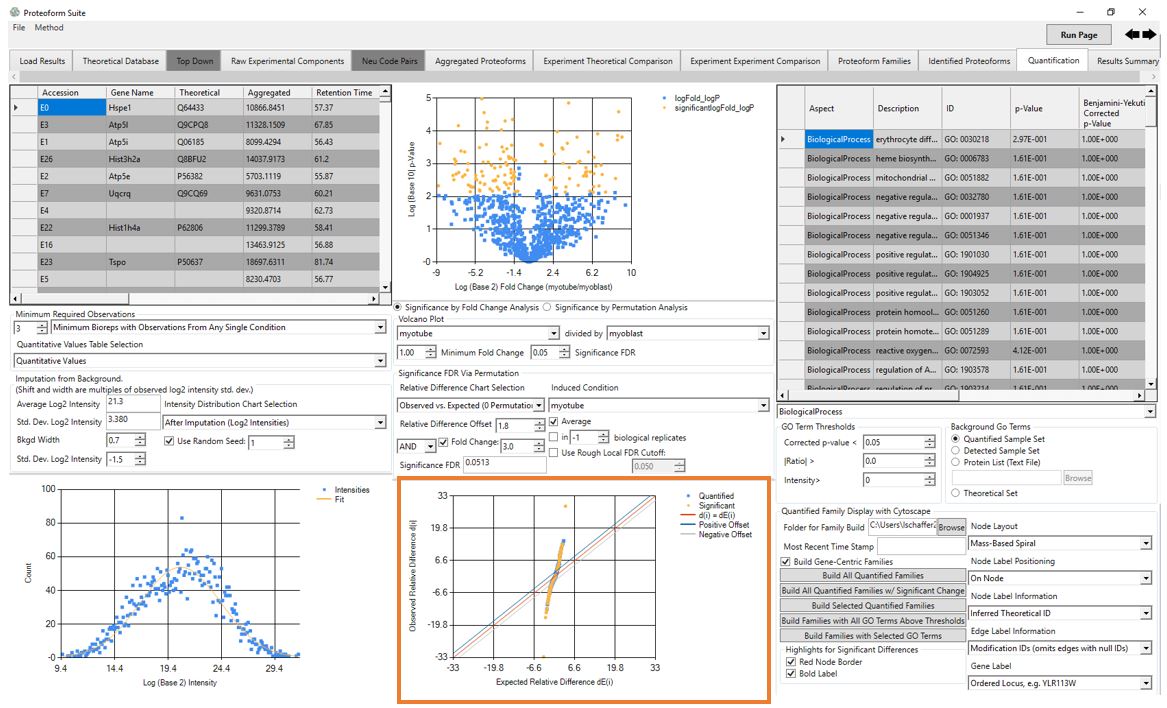 Proteoform Suite
File Method
Run Page
Load Results Theoretical Database Top Down Raw Experimental Components Neu Code Pairs Aggregated Proteoforms Experiment Theoretical Comparison Experiment Experiment Comparison Proteoform Families Identified Proteoforms Quantification Results Summary
Accession Gene Name Theoretical Aggregated Retention Time
E0 Hspe1 Q64433 10866.8451 57.37
E3 Atp5l Q9CPQ8 11328.1509 67.85
E1 Atp5i Q06185 8099.4294 56.43
E26 Hist3h2a Q8BFU2 14037.9173 61.2
E2 Atp5e P56382 5703.1119 55.87
E7 Uqcrq Q9CQ69 9631.0753 60.21
E4 9320.8714 62.73
E22 Hist1h4a P62806 11299.3789 58.41
E16 13463.9125 56.88
E23 Tspo P50637 18697.6311 81.74
E5 8230.4703 56.77
Minimum Required Observations
3 Minimum Bioreps with Observations From Any Single Condition
Quantitative Values Table Selection
Quantitative Values
Imputation from Background.
(Shift and width are multiples of observed log2 intensity std. dev.)
Average Log2 Intensity 21.3 Intensity Distribution Chart Selection
Std. Dev. Log2 Intensity 3.380 After Imputation (Log2 Intensities)
Bkgd Width 0.7 Use Random Seed: 1
Std. Dev. Log2 Intensity -1.5
100
80
60
40
20
0
Count
9.4 14.4 19.4 24.4 29.4
Log (Base 2) Intensity
Intensities
Fit
5
4
3
2
1
0
Log (Base 10) p-Value
-9 -5.2 -1.4 2.4 6.2 10
Log (Base 2) Fold Change (myotube/myoblast)
logFold_logP
significantlogFold_logP
Significance by Fold Change Analysis Significance by Permutation Analysis
Volcano Plot
myotube divided by myoblast
1.00 Minimum Fold Change 0.05 Significance FDR
Significance FDR Via Permutation
Relative Difference Chart Selection Induced Condition
Observed vs. Expected (0 Permutation myotube
Relative Difference Offset 1.8 Average
AND Fold Change: 3.0 in -1 biological replicates
Use Rough Local FDR Cutoff:
Significance FDR 0.0513 0.050
33
19.8
6.6
-6.6
-19.8
-33
Observed Relative Difference d(i)
-33 -19.8 -6.6 6.6 19.8 33
Expected Relative Difference dE(i)
Quantified
Significant
d(i) = dE(i)
Positive Offset
Negative Offset
Aspect Description ID p-Value Benjamini-Yekuti
Corrected
p-Value
BiologicalProcess erythrocyte diff... GO: 0030218 2.97E-001 1.00E+000
BiologicalProcess heme biosynth... GO: 0006783 1.61E-001 1.00E+000
BiologicalProcess mitochondrial ... GO: 0051882 1.61E-001 1.00E+000
BiologicalProcess negative regula... GO: 0032780 1.61E-001 1.00E+000
BiologicalProcess negative regula... GO: 0001937 1.61E-001 1.00E+000
BiologicalProcess negative regula... GO: 0051346 1.61E-001 1.00E+000
BiologicalProcess positive regulat... GO: 1901030 1.61E-001 1.00E+000
BiologicalProcess positive regulat... GO: 1904925 1.61E-001 1.00E+000
BiologicalProcess positive regulat... GO: 1903052 1.61E-001 1.00E+000
BiologicalProcess protein homool... GO: 0051260 1.61E-001 1.00E+000
BiologicalProcess protein homote... GO: 0051289 1.61E-001 1.00E+000
BiologicalProcess reactive oxygen... GO: 0072593 4.12E-001 1.00E+000
BiologicalProcess regulation of A... GO: 1903578 1.61E-001 1.00E+000
BiologicalProcess regulation of pr... GO: 1903214 1.61E-001 1.00E+000
BiologicalProcess
GO Term Thresholds
Corrected p-value < 0.05
|Ratio| > 0.0
Intensity> 0
Background Go Terms
Quantified Sample Set
Detected Sample Set
Protein List (Text File)
Browse
Theoretical Set
Quantified Family Display with Cytoscape
Folder for Family Build C:\Users\lschaffer2 Browse
Most Recent Time Stamp
Build Gene-Centric Families
Build All Quantified Families
Build All Quantified Families w/ Significant Change
Build Selected Quantified Families
Build Families with All GO Terms Above Thresholds
Build Families with Selected GO Terms
Highlights for Significant Differences
Red Node Border
Bold Label
Node Layout
Mass-Based Spiral
Node Label Positioning
On Node
Node Label Information
Inferred Theoretical ID
Edge Label Information
Modification IDs (omits edges with null IDs)
Gene Label
Ordered Locus, e.g. YLR113W